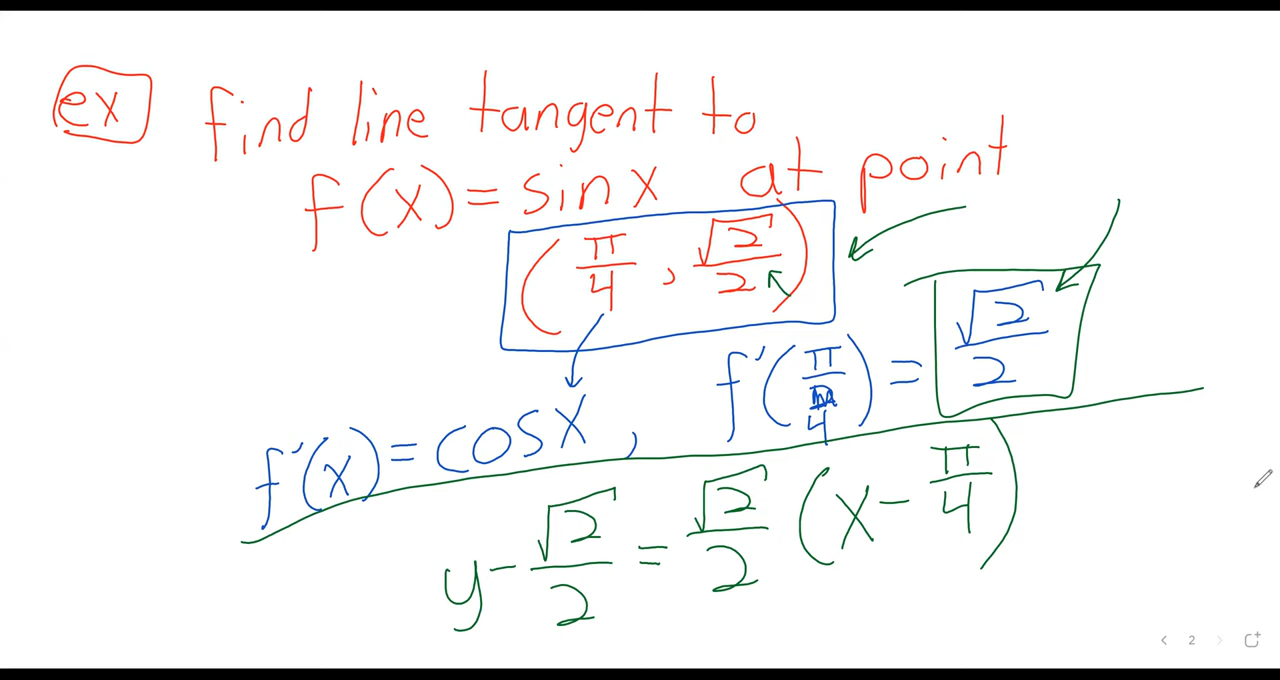 ex find line tangent to
f(x) = sin x at point
(π/4, √2/2)
f'(x) = cos x, f'(π/4) = √2/2
y - √2/2 = √2/2 (x - π/4)
2